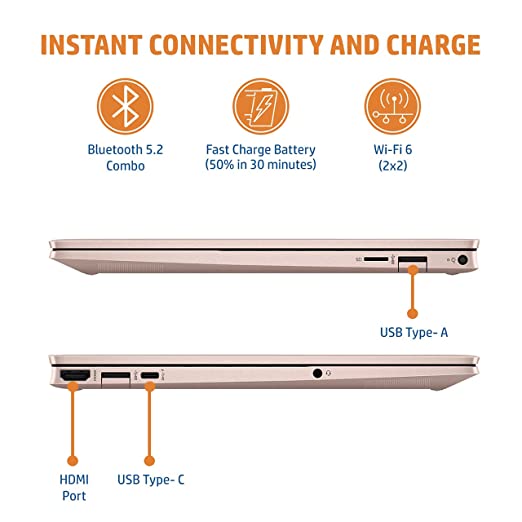 INSTANT CONNECTIVITY AND CHARGE
Bluetooth 5.2
Combo
Fast Charge Battery
(50% in 30 minutes)
Wi-Fi 6
(2x2)
USB Type- A
HDMI
Port
USB Type- C